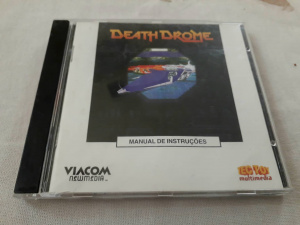 DEATH DROME
MANUAL DE INSTRUÇÕES
VIACOM
NEWMEDIA
multimedia